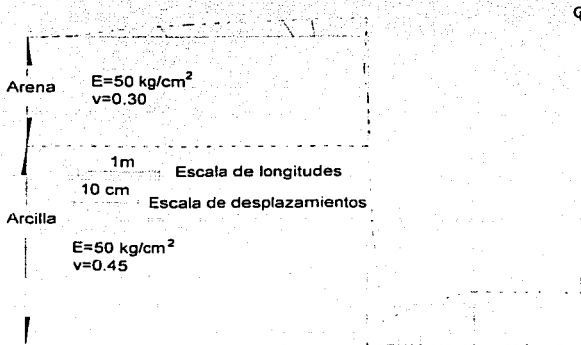 Arena
E=50 kg/cm²
v=0.30
1m
Escala de longitudes
10 cm
Escala de desplazamientos
Arcilla
E=50 kg/cm²
v=0.45